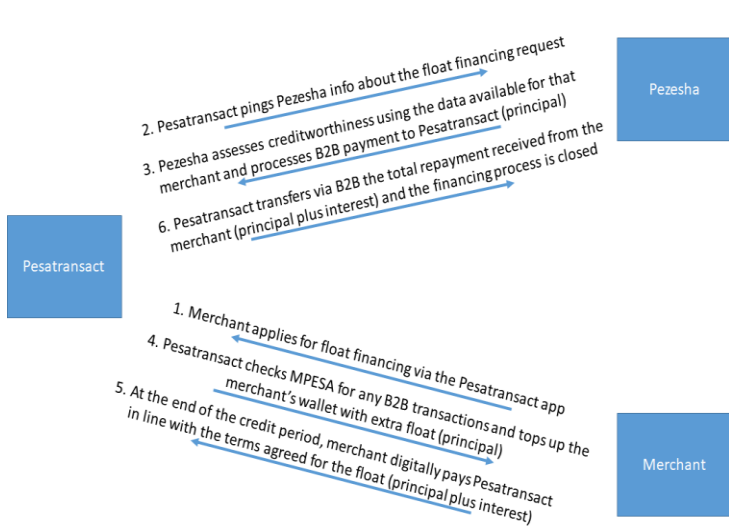 2. Pesatransact pings Pezesha info about the float financing request
Pezesha
3. Pezesha assesses creditworthiness using the data available for that
merchant and processes B2B payment to Pesatransact (principal)
6. Pesatransact transfers via B2B the total repayment received from the
merchant (principal plus interest) and the financing process is closed
Pesatransact
1. Merchant applies for float financing via the Pesatransact app
4. Pesatransact checks MPESA for any B2B transactions and tops up the
merchant's wallet with extra float (principal)
5. At the end of the credit period, merchant digitally pays Pesatransact
in line with the terms agreed for the float (principal plus interest)
Merchant